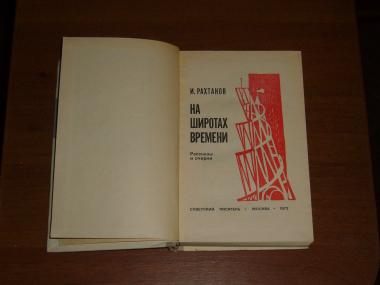 И. РАХТАНОВ
НА
ШИРОТАХ
ВРЕМЕНИ
Рассказы
и очерки
СОВЕТСКИЙ ПИСАТЕЛЬ • МОСКВА • 1973